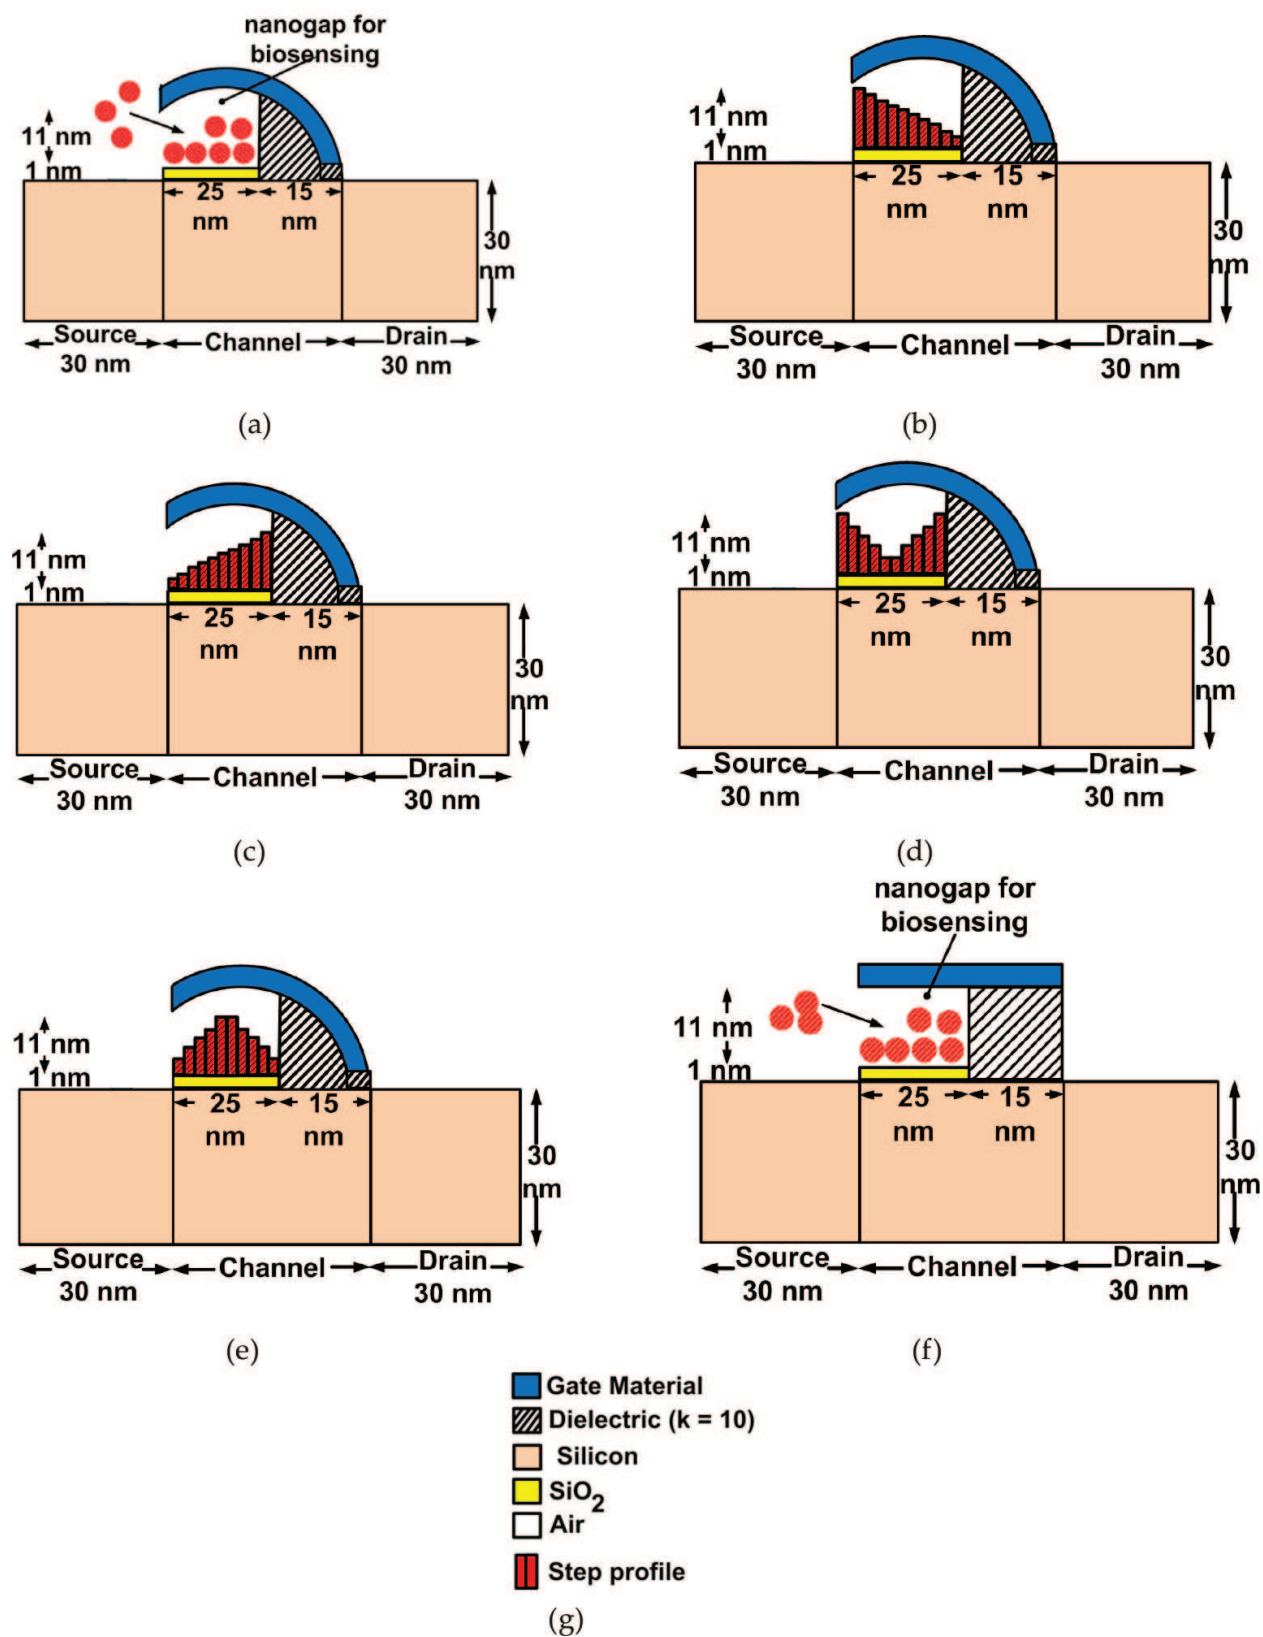 nanogap for
biosensing
11 nm
1 nm
25
nm
15
nm
30
nm
Source
30 nm
Channel
Drain
30 nm
(a)
11 nm
1 nm
25
nm
15
nm
30
nm
Source
30 nm
Channel
Drain
30 nm
(b)
11 nm
1 nm
25
nm
15
nm
30
nm
Source
30 nm
Channel
Drain
30 nm
(c)
11 nm
1 nm
25
nm
15
nm
30
nm
Source
30 nm
Channel
Drain
30 nm
(d)
11 nm
1 nm
25
nm
15
nm
30
nm
Source
30 nm
Channel
Drain
30 nm
(e)
nanogap for
biosensing
11 nm
1 nm
25
nm
15
nm
30
nm
Source
30 nm
Channel
Drain
30 nm
(f)
Gate Material
Dielectric (k = 10)
Silicon
SiO2
Air
Step profile
(g)